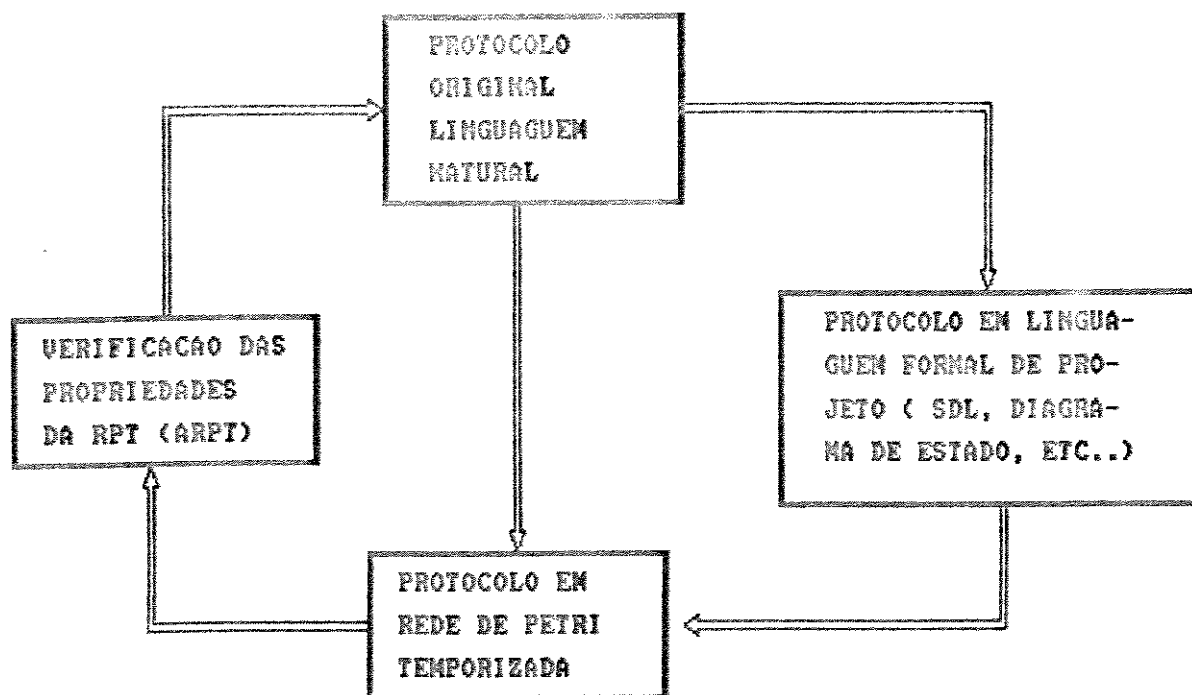 PROTOCOLO
ORIGINAL
LINGUAGUEM
NATURAL
VERIFICACAO DAS
PROPRIEDADES
DA RPT (ARPT)
PROTOCOLO EM LINGUA-
GUEM FORMAL DE PRO-
JETO ( SDL, DIAGRA-
MA DE ESTADO, ETC..)
PROTOCOLO EM
REDE DE PETRI
TEMPORIZADA